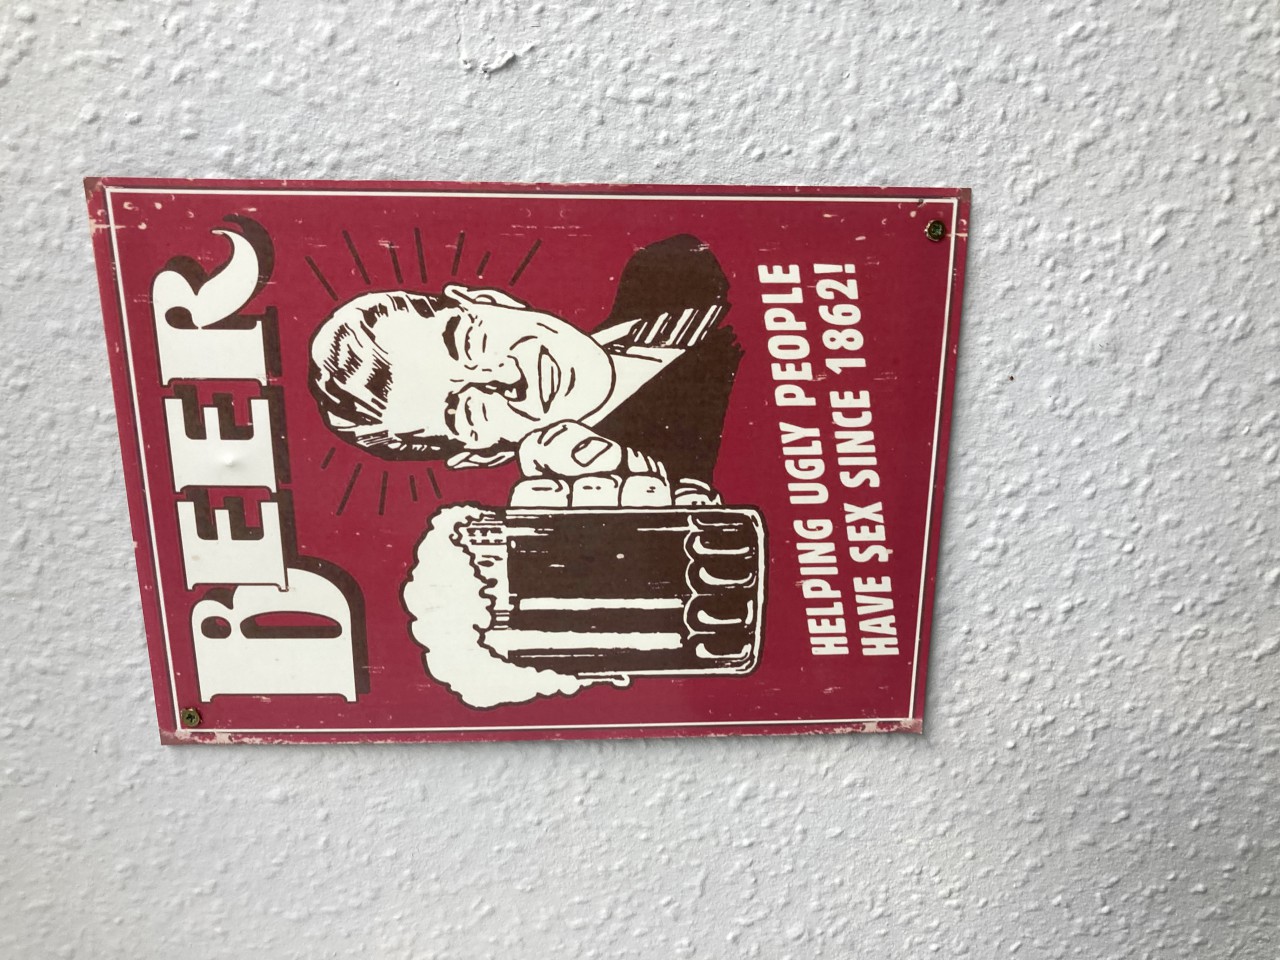 BEER
HELPING UGLY PEOPLE
HAVE SEX SINCE 1862!